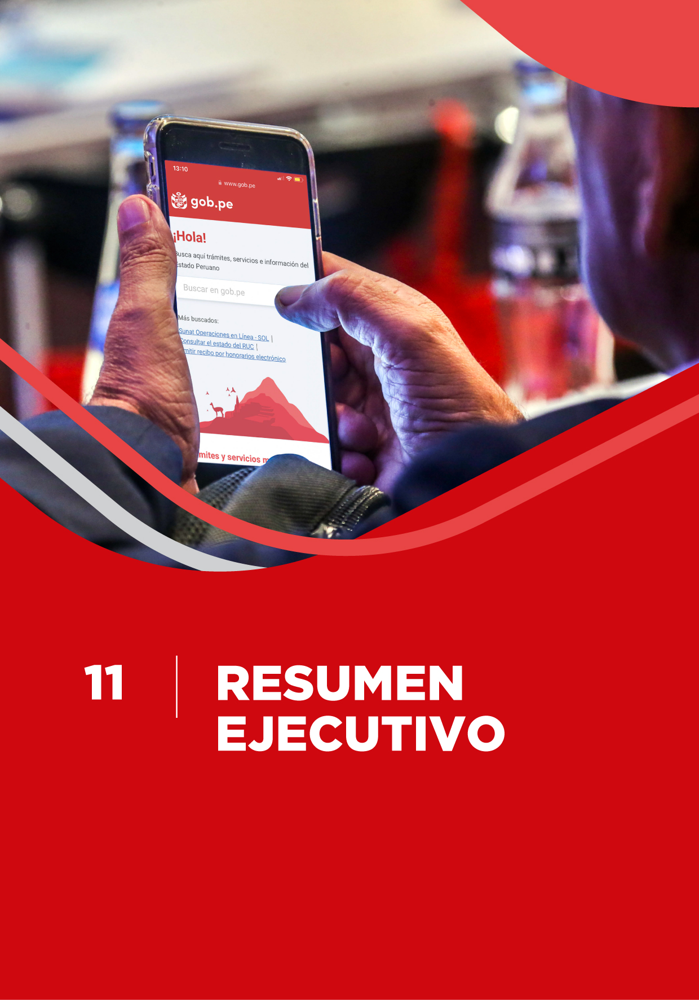 13:10
www.gob.pe
gob.pe
¡Hola!
Busca aquí trámites, servicios e información del
Estado Peruano
Buscar en gob.pe
Más buscados:
Sunat Operaciones en Línea - SOL |
Consultar el estado del RUC |
mitir recibo por honorarios electrónico
mites y servicios m
11
RESUMEN
EJECUTIVO